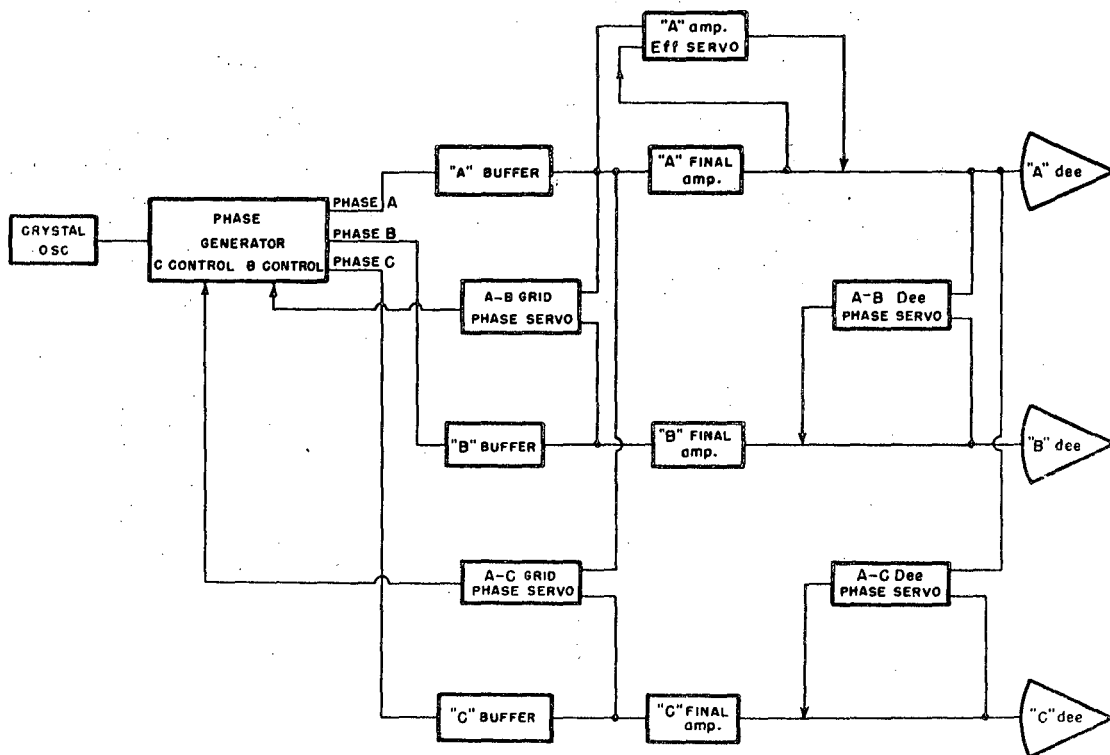 "A" amp.
Eff SERVO
"A" BUFFER
"A" FINAL
amp.
"A" dee
CRYSTAL
OSC
PHASE
GENERATOR
C CONTROL B CONTROL
PHASE A
PHASE B
PHASE C
A-B GRID
PHASE SERVO
A-B Dee
PHASE SERVO
"B" BUFFER
"B" FINAL
amp.
"B" dee
A-C GRID
PHASE SERVO
A-C Dee
PHASE SERVO
"C" BUFFER
"C" FINAL
amp.
"C" dee